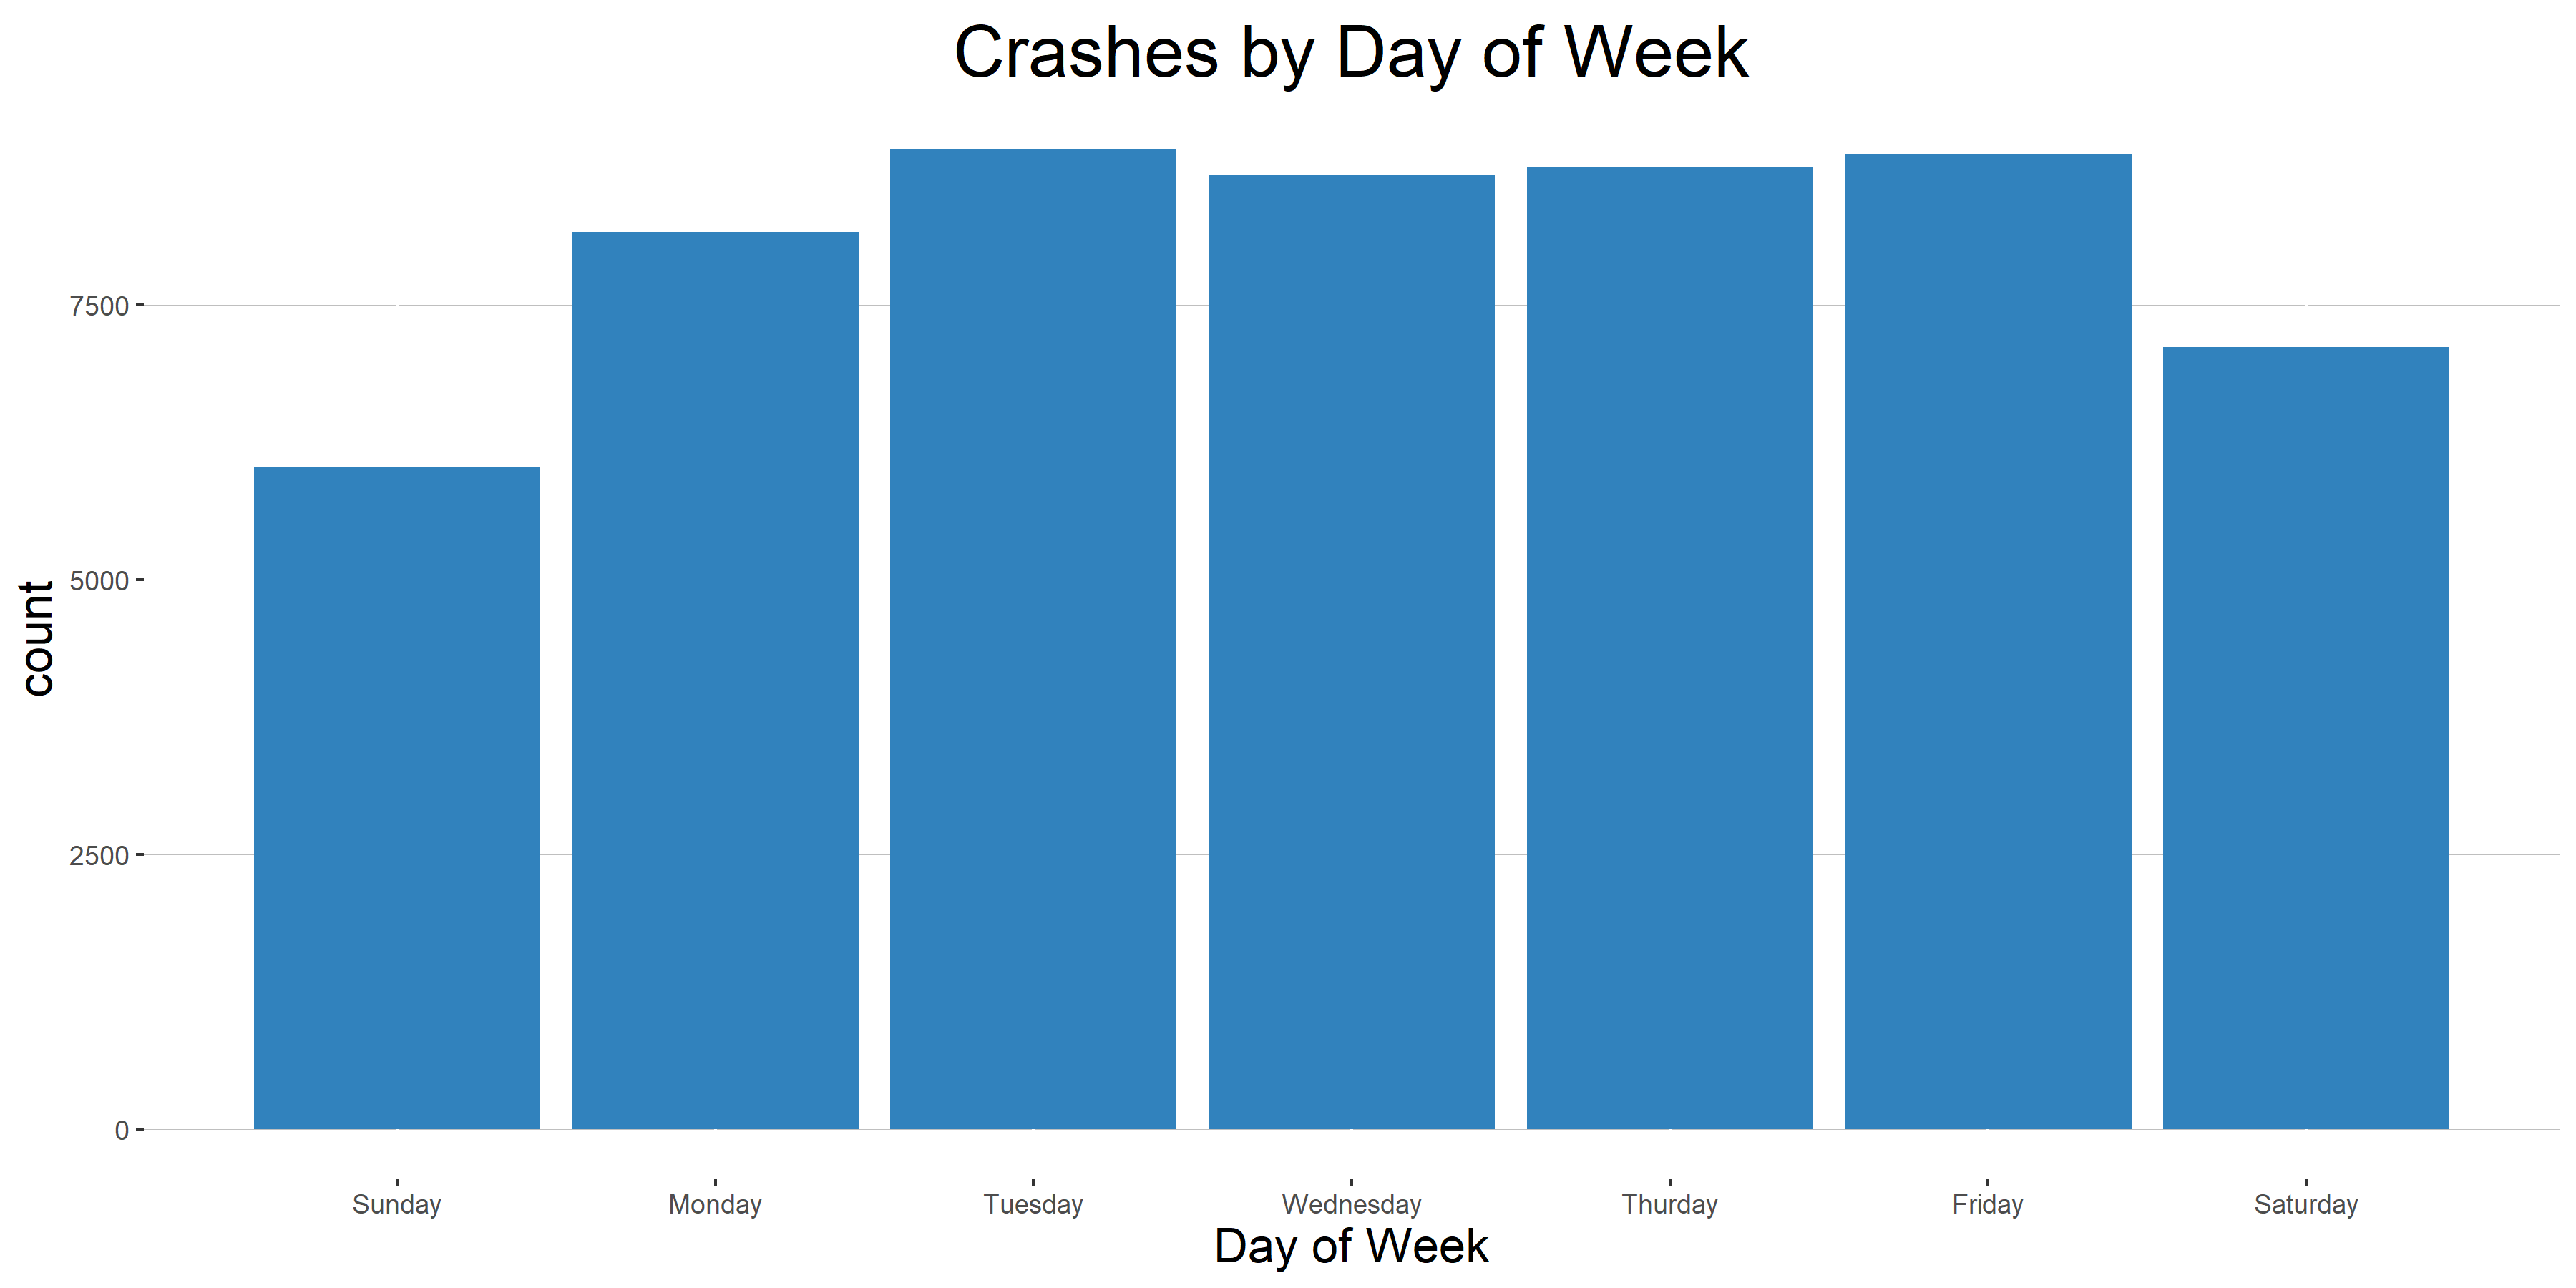 Crashes by Day of Week
count
7500
5000
2500
0
Sunday Monday Tuesday Wednesday Thurday Friday Saturday
Day of Week